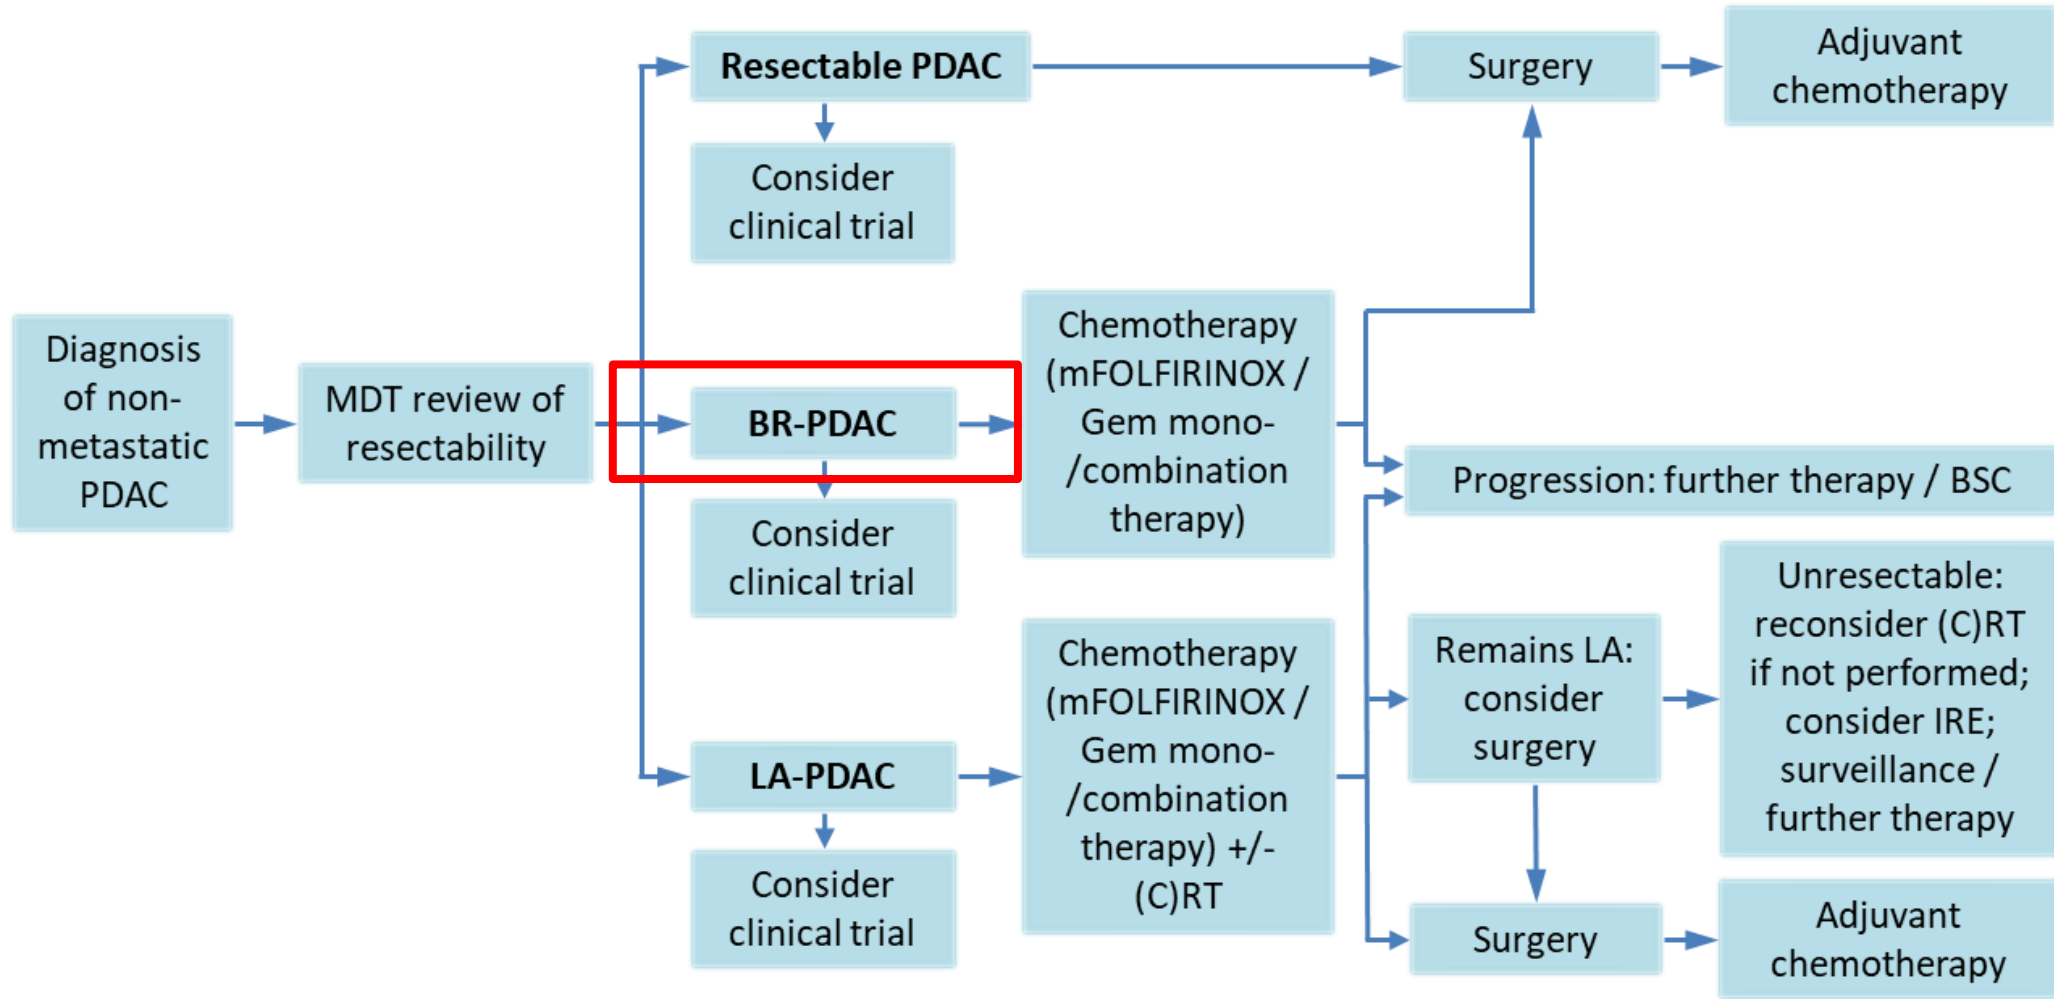 Diagnosis
of non-
metastatic
PDAC
MDT review of
resectability
Resectable PDAC
Consider
clinical trial
Surgery
Adjuvant
chemotherapy
BR-PDAC
Consider
clinical trial
Chemotherapy
(mFOLFIRINOX /
Gem mono-
/combination
therapy)
Progression: further therapy / BSC
LA-PDAC
Consider
clinical trial
Chemotherapy
(mFOLFIRINOX /
Gem mono-
/combination
therapy) +/-
(C)RT
Remains LA:
consider
surgery
Unresectable:
reconsider (C)RT
if not performed;
consider IRE;
surveillance /
further therapy
Surgery
Adjuvant
chemotherapy